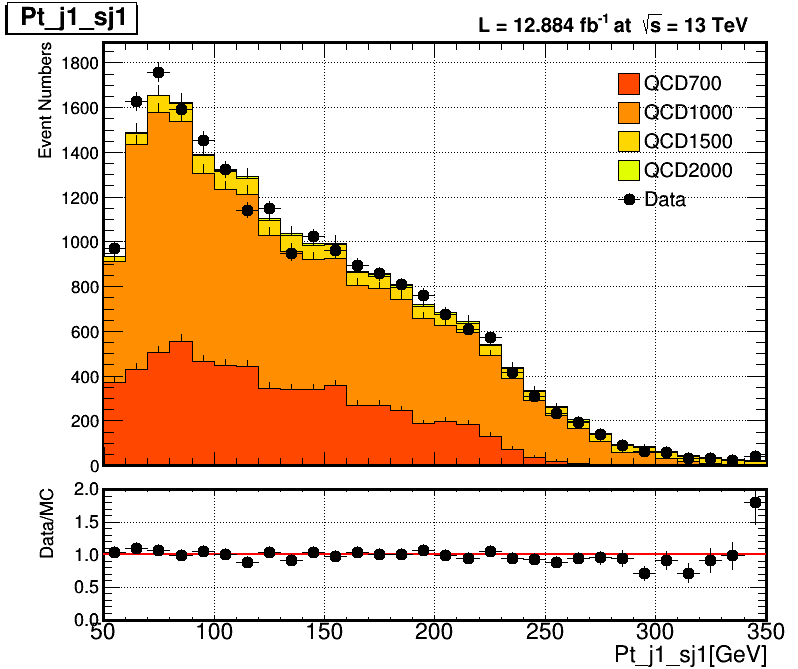 Pt_j1_sj1
L = 12.884 fb⁻¹ at √s = 13 TeV
Event Numbers
1800
1600
1400
1200
1000
800
600
400
200
0
QCD700
QCD1000
QCD1500
QCD2000
Data
Data/MC
2.0
1.5
1.0
0.5
0.0
50 100 150 200 250 300 350
Pt_j1_sj1[GeV]